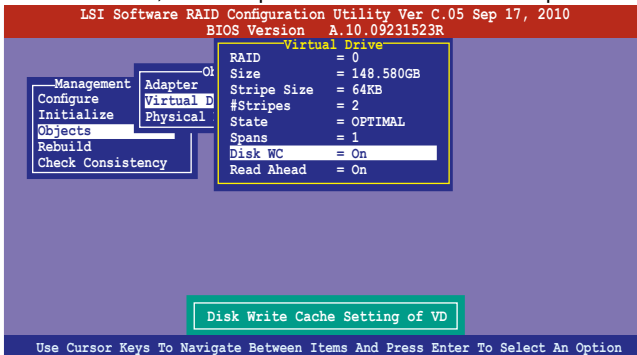 LSI Software RAID Configuration Utility Ver C.05 Sep 17, 2010
BIOS Version A.10.09231523R
Management
Configure
Initialize
Objects
Rebuild
Check Consistency
Adapter
Virtual D
Physical
Virtual Drive
RAID = 0
Size = 148.580GB
Stripe Size = 64KB
#Stripes = 2
State = OPTIMAL
Spans = 1
Disk WC = On
Read Ahead = On
Disk Write Cache Setting of VD
Use Cursor Keys To Navigate Between Items And Press Enter To Select An Option